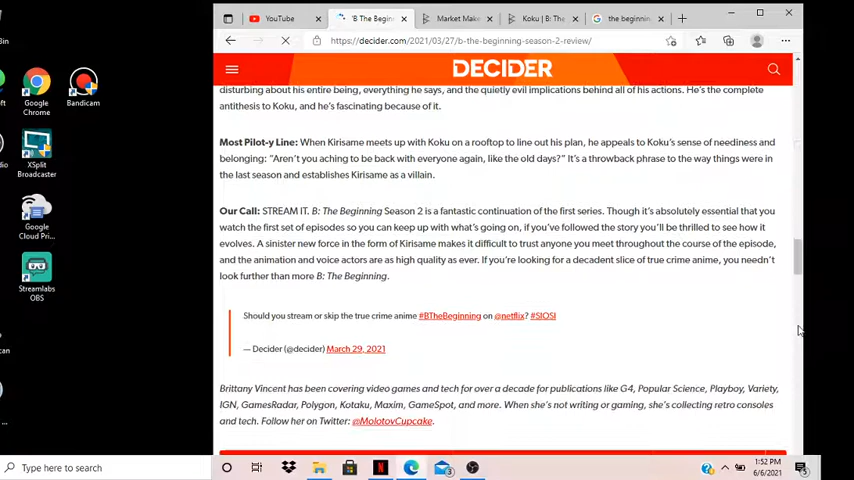 YouTube
'B The Begin
Market Make
Koku | B: The
the beginnin
https://decider.com/2021/03/27/b-the-beginning-season-2-review/
DECIDER
disturbing about his entire being, everything he says, and the quietly evil implications behind all of his actions. He's the complete
antithesis to Koku, and he's fascinating because of it.
Most Pilot-y Line: When Kirisame meets up with Koku on a rooftop to line out his plan, he appeals to Koku's sense of neediness and
belonging: "Aren't you aching to be back with everyone again, like the old days?" It's a throwback phrase to the way things were in
the last season and establishes Kirisame as a villain.
Our Call: STREAM IT. B: The Beginning Season 2 is a fantastic continuation of the first series. Though it's absolutely essential that you
watch the first set of episodes so you can keep up with what's going on, if you've followed the story you'll be thrilled to see how it
evolves. A sinister new force in the form of Kirisame makes it difficult to trust anyone you meet throughout the course of the episode,
and the animation and voice actors are as high quality as ever. If you're looking for a decadent slice of true crime anime, you needn't
look further than more B: The Beginning.
Should you stream or skip the true crime anime #BTheBeginning on @netflix? #SIOSI
— Decider (@decider) March 29, 2021
Brittany Vincent has been covering video games and tech for over a decade for publications like G4, Popular Science, Playboy, Variety,
IGN, GamesRadar, Polygon, Kotaku, Maxim, GameSpot, and more. When she's not writing or gaming, she's collecting retro consoles
and tech. Follow her on Twitter: @MolotovCupcake.
Bin
Google
Chrome
Bandicam
XSplit
Broadcaster
Google
Cloud Pri...
Streamlabs
OBS
Type here to search
1:52 PM
6/6/2021